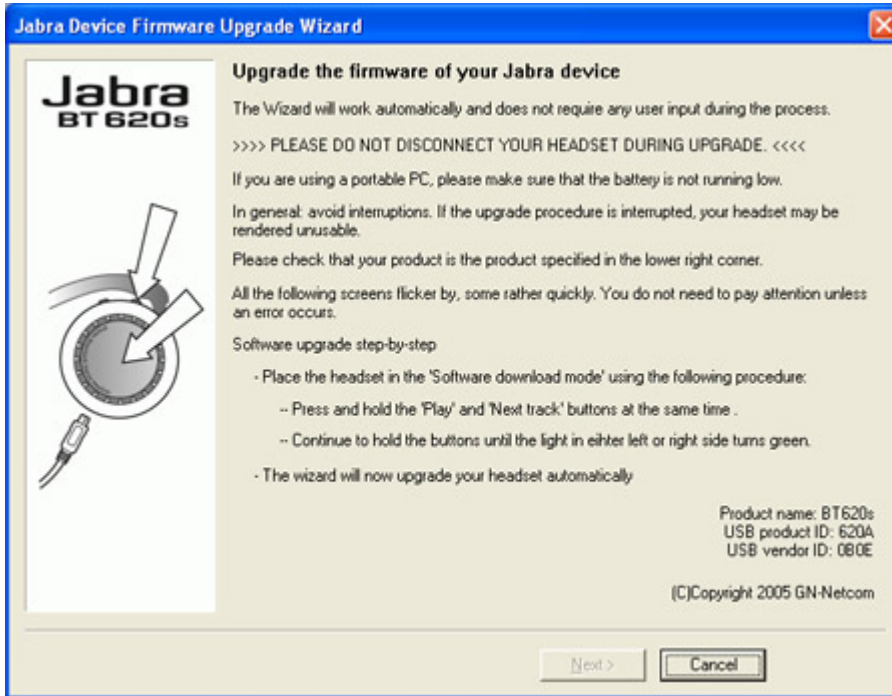 Jabra Device Firmware Upgrade Wizard
Jabra
BT 620s
Upgrade the firmware of your Jabra device
The Wizard will work automatically and does not require any user input during the process.
>>>> PLEASE DO NOT DISCONNECT YOUR HEADSET DURING UPGRADE. <<<<
If you are using a portable PC, please make sure that the battery is not running low.
In general: avoid interruptions. If the upgrade procedure is interrupted, your headset may be
rendered unusable.
Please check that your product is the product specified in the lower right corner.
All the following screens flicker by, some rather quickly. You do not need to pay attention unless
an error occurs.
Software upgrade step-by-step
- Place the headset in the 'Software download mode' using the following procedure:
-- Press and hold the 'Play' and 'Next track' buttons at the same time .
-- Continue to hold the buttons until the light in eihter left or right side turns green.
- The wizard will now upgrade your headset automatically
Product name: BT620s
USB product ID: 620A
USB vendor ID: 0B0E
(C)Copyright 2005 GN-Netcom
Next >
Cancel